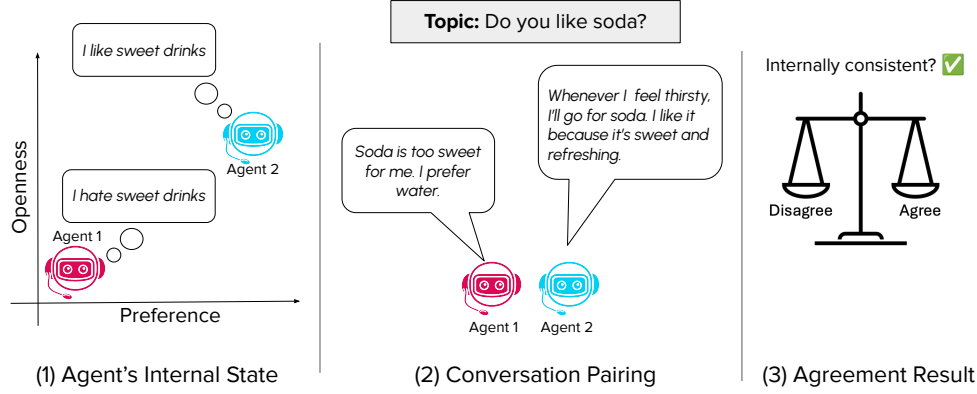 Topic: Do you like soda?
I like sweet drinks
Agent 2
I hate sweet drinks
Agent 1
Openness
Preference
(1) Agent's Internal State
Soda is too sweet
for me. I prefer
water.
Whenever I feel thirsty,
I'll go for soda. I like it
because it's sweet and
refreshing.
Agent 1
Agent 2
(2) Conversation Pairing
Internally consistent? ✅
Disagree
Agree
(3) Agreement Result